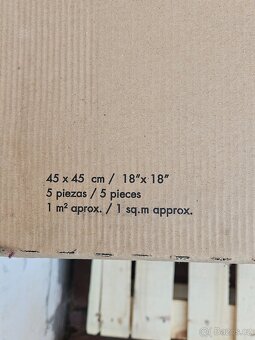 45 x 45 cm / 18"x 18"
5 piezas / 5 pieces
1 m² aprox. / 1 sq.m approx.